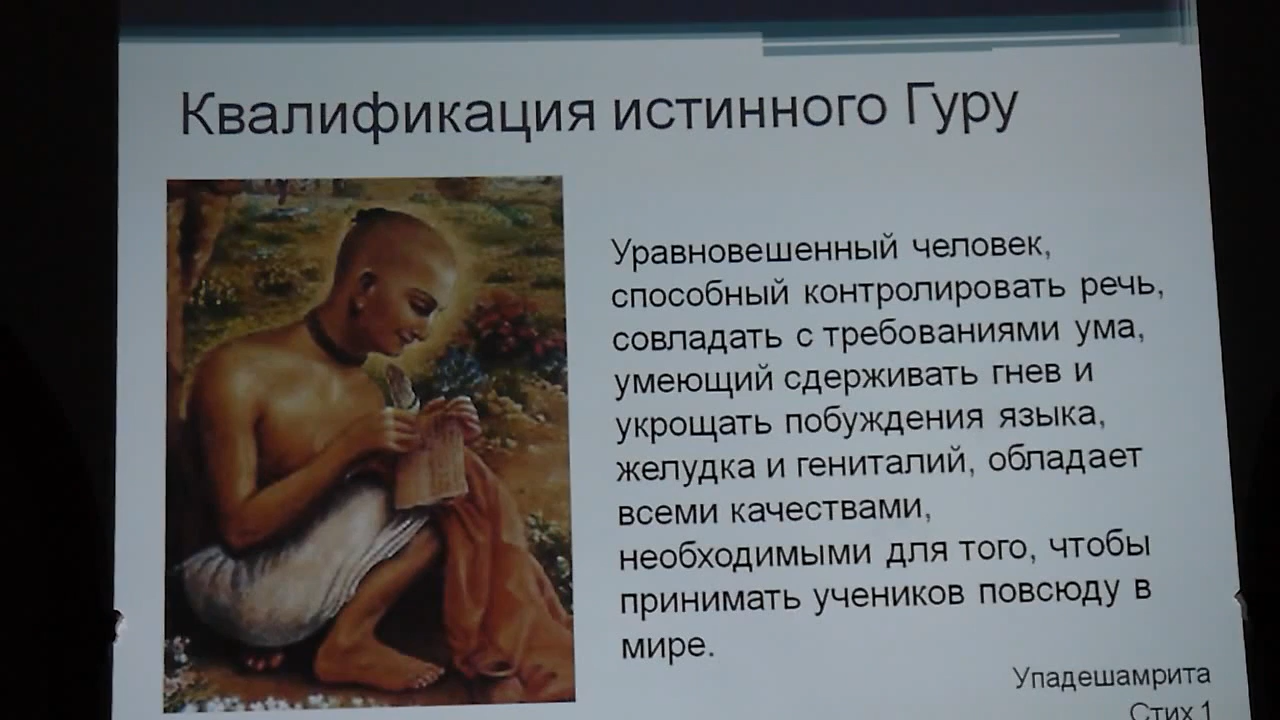 Квалификация истинного Гуру
Уравновешенный человек,
способный контролировать речь,
совладать с требованиями ума,
умеющий сдерживать гнев и
укрощать побуждения языка,
желудка и гениталий, обладает
всеми качествами,
необходимыми для того, чтобы
принимать учеников повсюду в
мире.
Упадешамрита
Стих 1